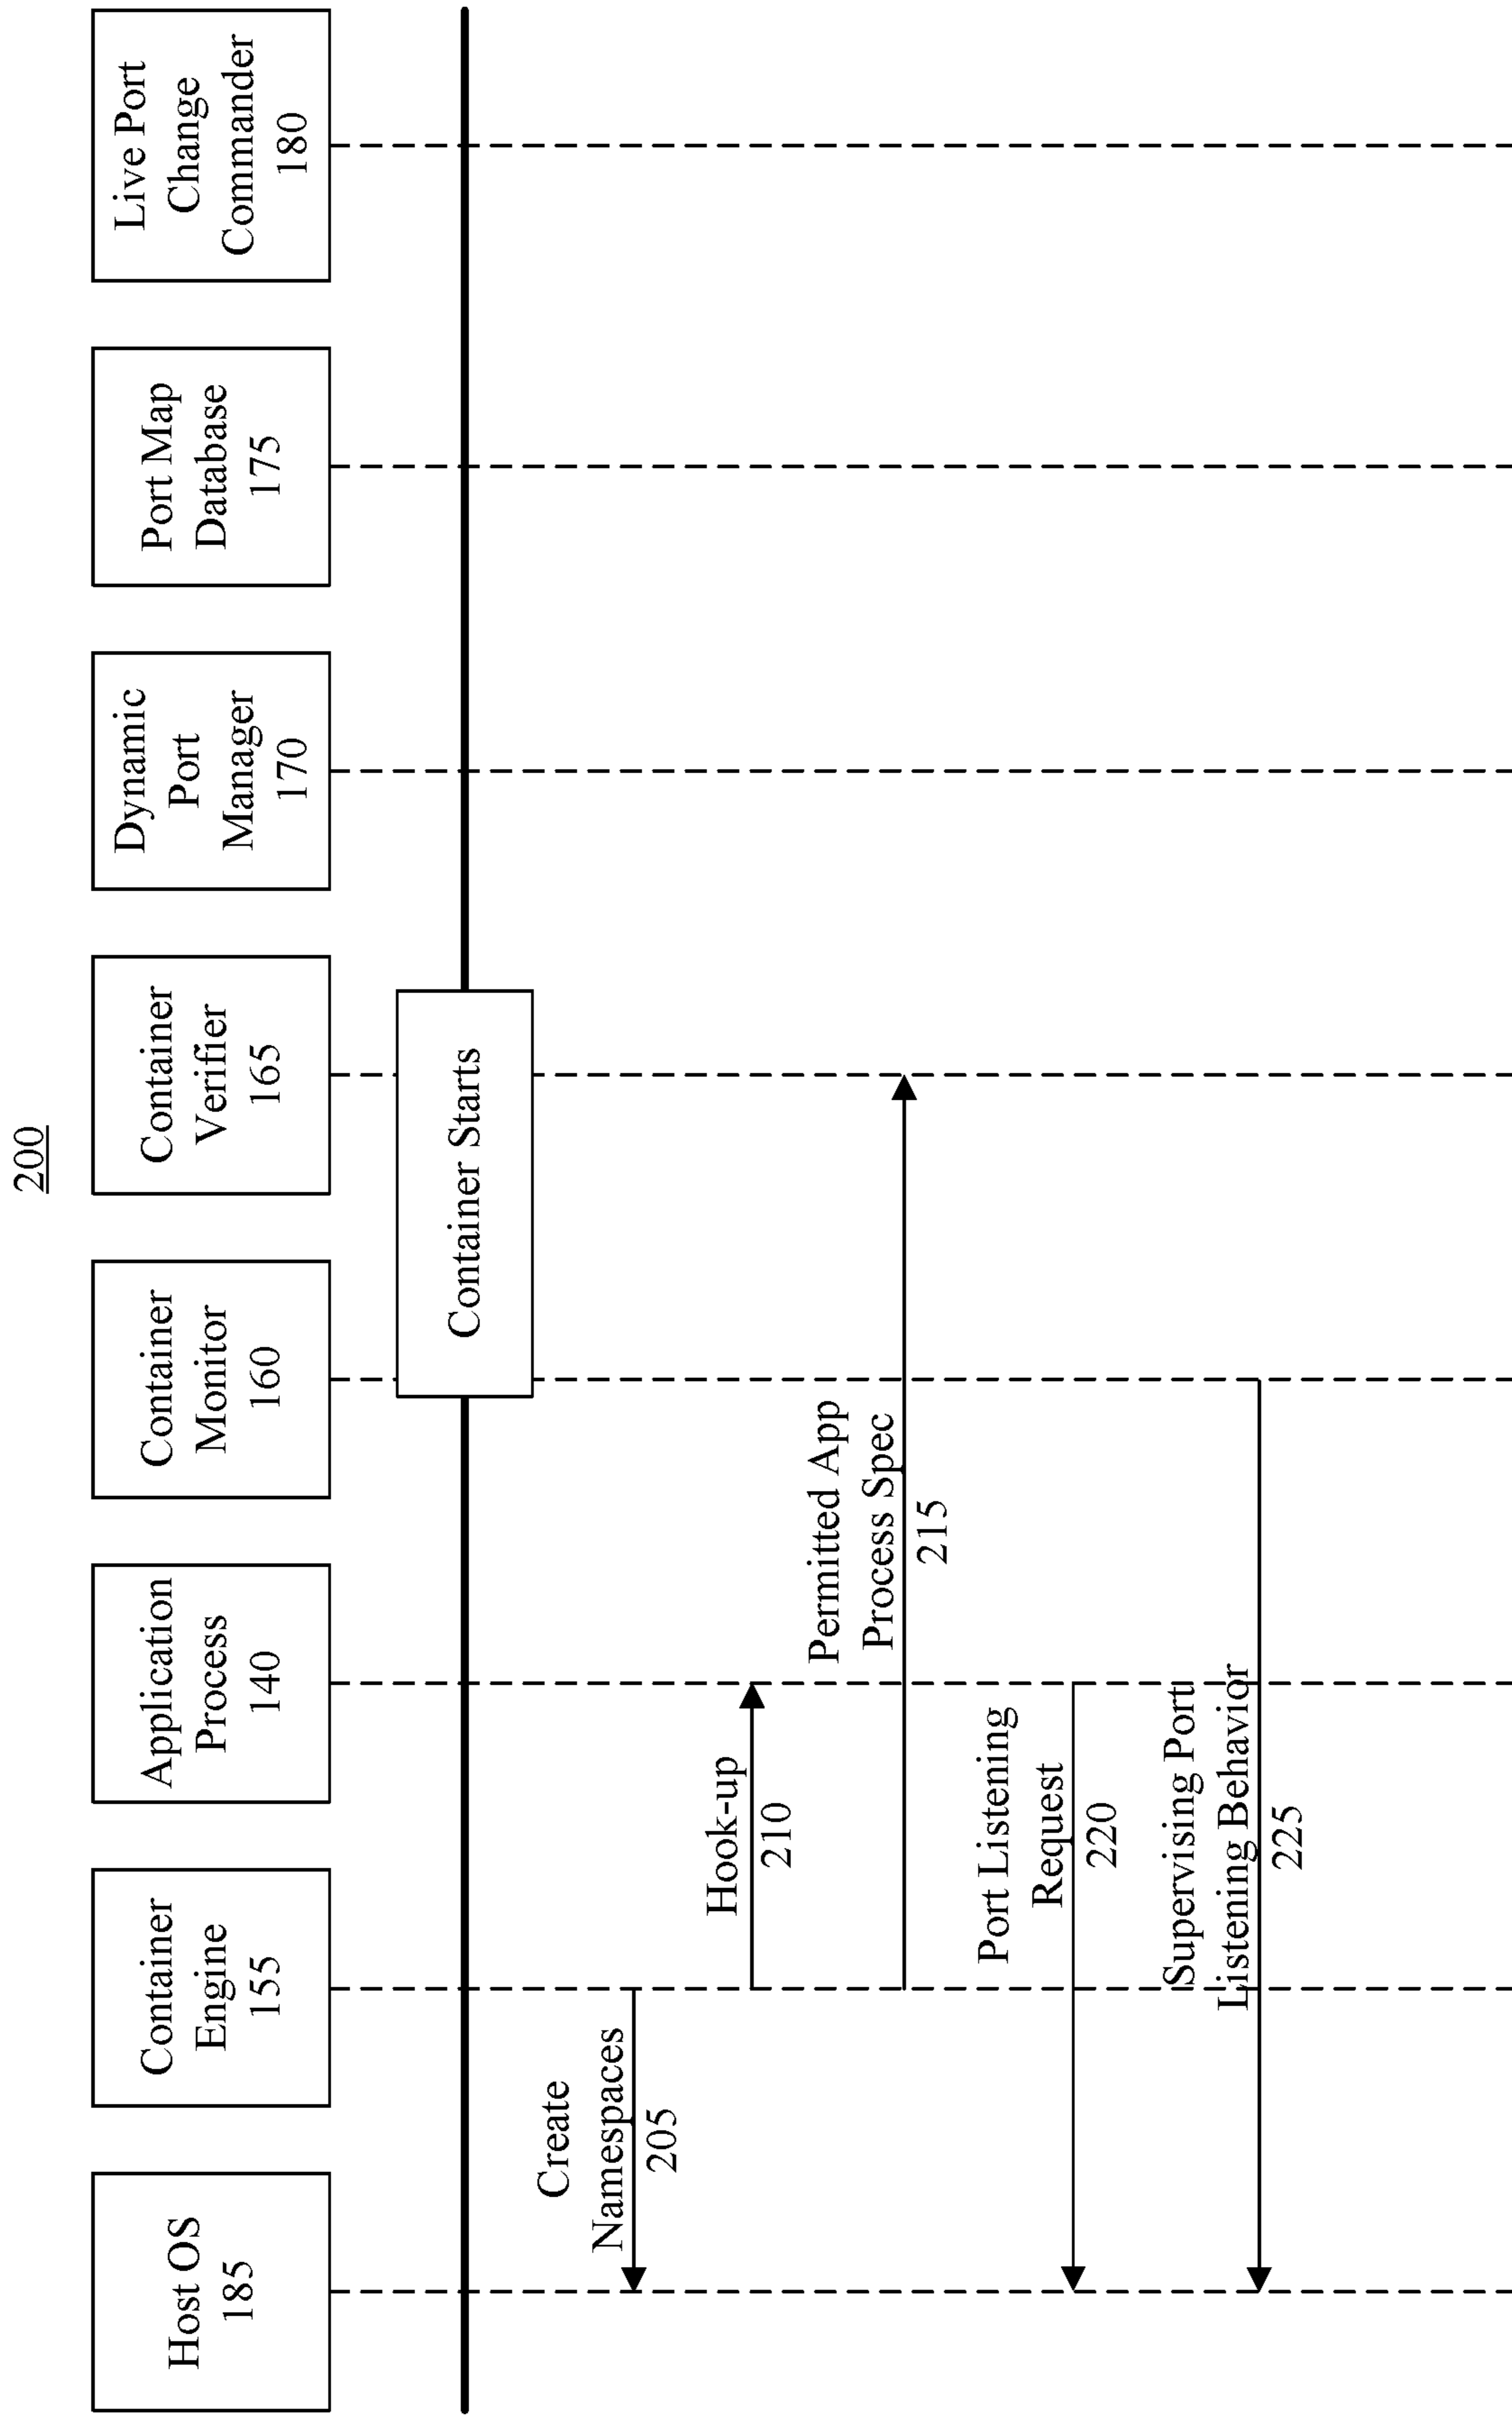 200
Host OS
185
Container
Engine
155
Application
Process
140
Container
Monitor
160
Container
Verifier
165
Dynamic
Port
Manager
170
Port Map
Database
175
Live Port
Change
Commander
180
Container Starts
Create
Namespaces
205
Hook-up
210
Permitted App
Process Spec
215
Port Listening
Request
220
Supervising Port
Listening Behavior
225